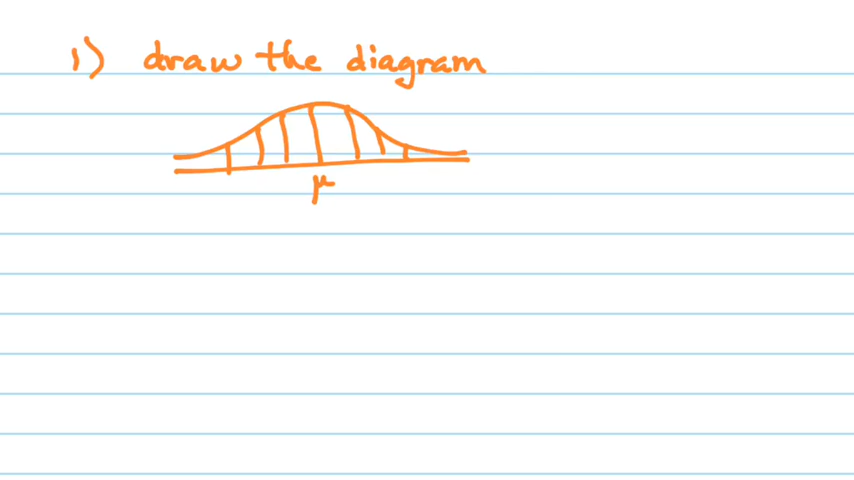 1) draw the diagram
μ